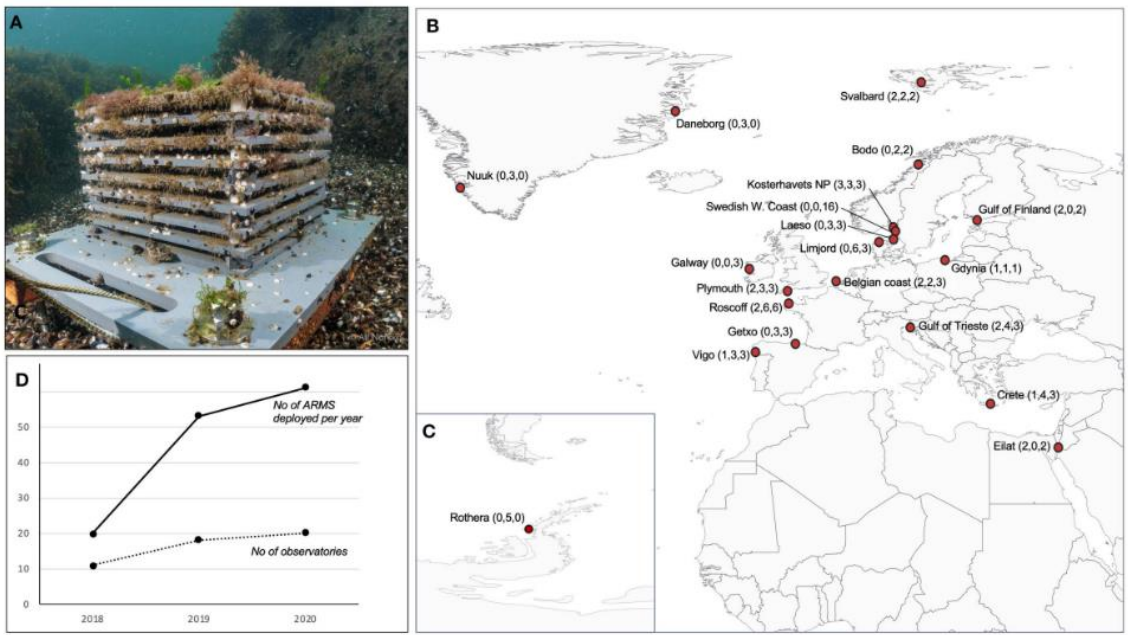 A
B
Svalbard (2,2,2)
Daneborg (0,3,0)
Bodo (0,2,2)
Nuuk (0,3,0)
Kosterhavets NP (3,3,3)
Swedish W. Coast (0,0,16)
Gulf of Finland (2,0,2)
Laeso (0,3,3)
Limjord (0,6,3)
Galway (0,0,3)
Gdynia (1,1,1)
Plymouth (2,3,3)
Belgian coast (2,2,3)
Roscoff (2,6,6)
Getxo (0,3,3)
Gulf of Trieste (2,4,3)
Vigo (1,3,3)
Crete (1,4,3)
Eilat (2,0,2)
C
Rothera (0,5,0)
D
No of ARMS
deployed per year
No of observatories
50
40
30
20
10
0
2018
2019
2020